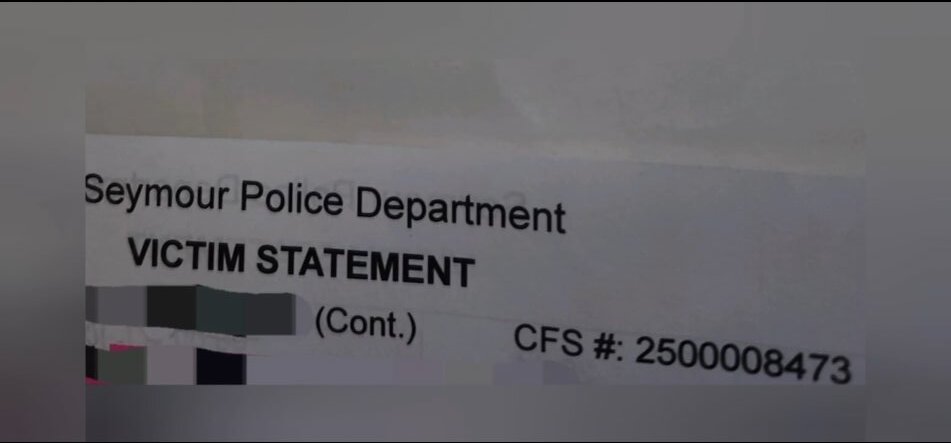 Seymour Police Department
VICTIM STATEMENT
(Cont.) CFS #: 2500008473